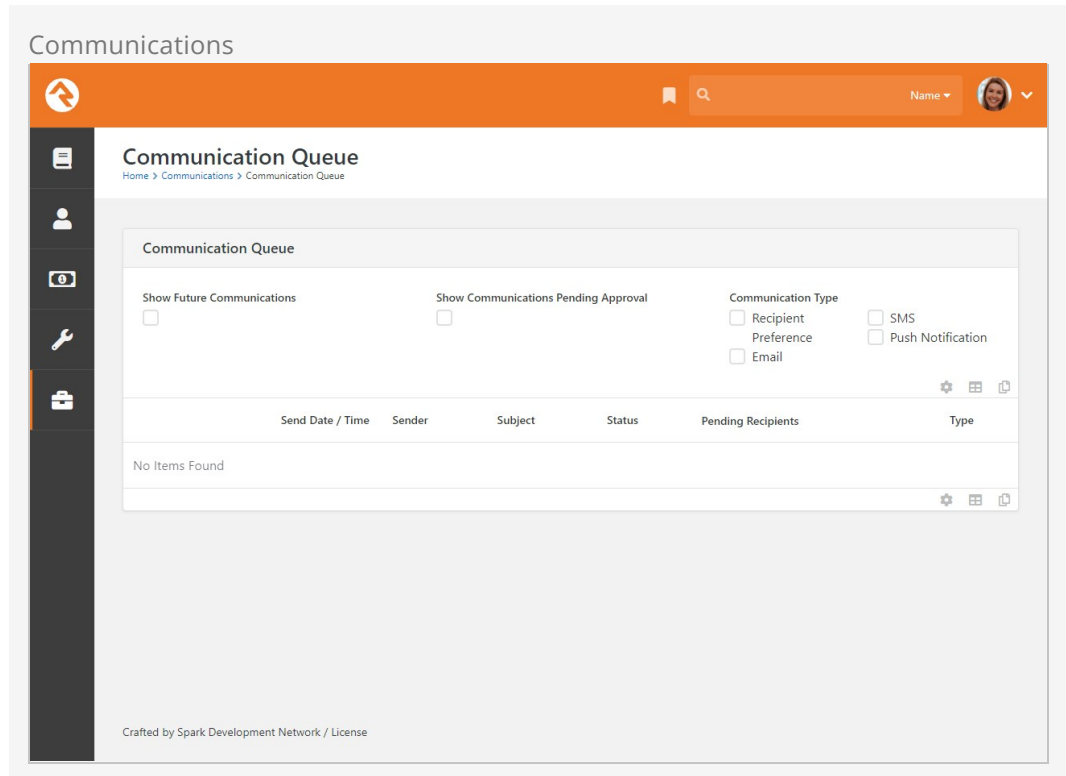 Communications
Name
Communication Queue
Home > Communications > Communication Queue
Communication Queue
Show Future Communications
Show Communications Pending Approval
Communication Type
Recipient Preference
SMS
Push Notification
Email
Send Date / Time Sender Subject Status Pending Recipients Type
No Items Found
Crafted by Spark Development Network / License